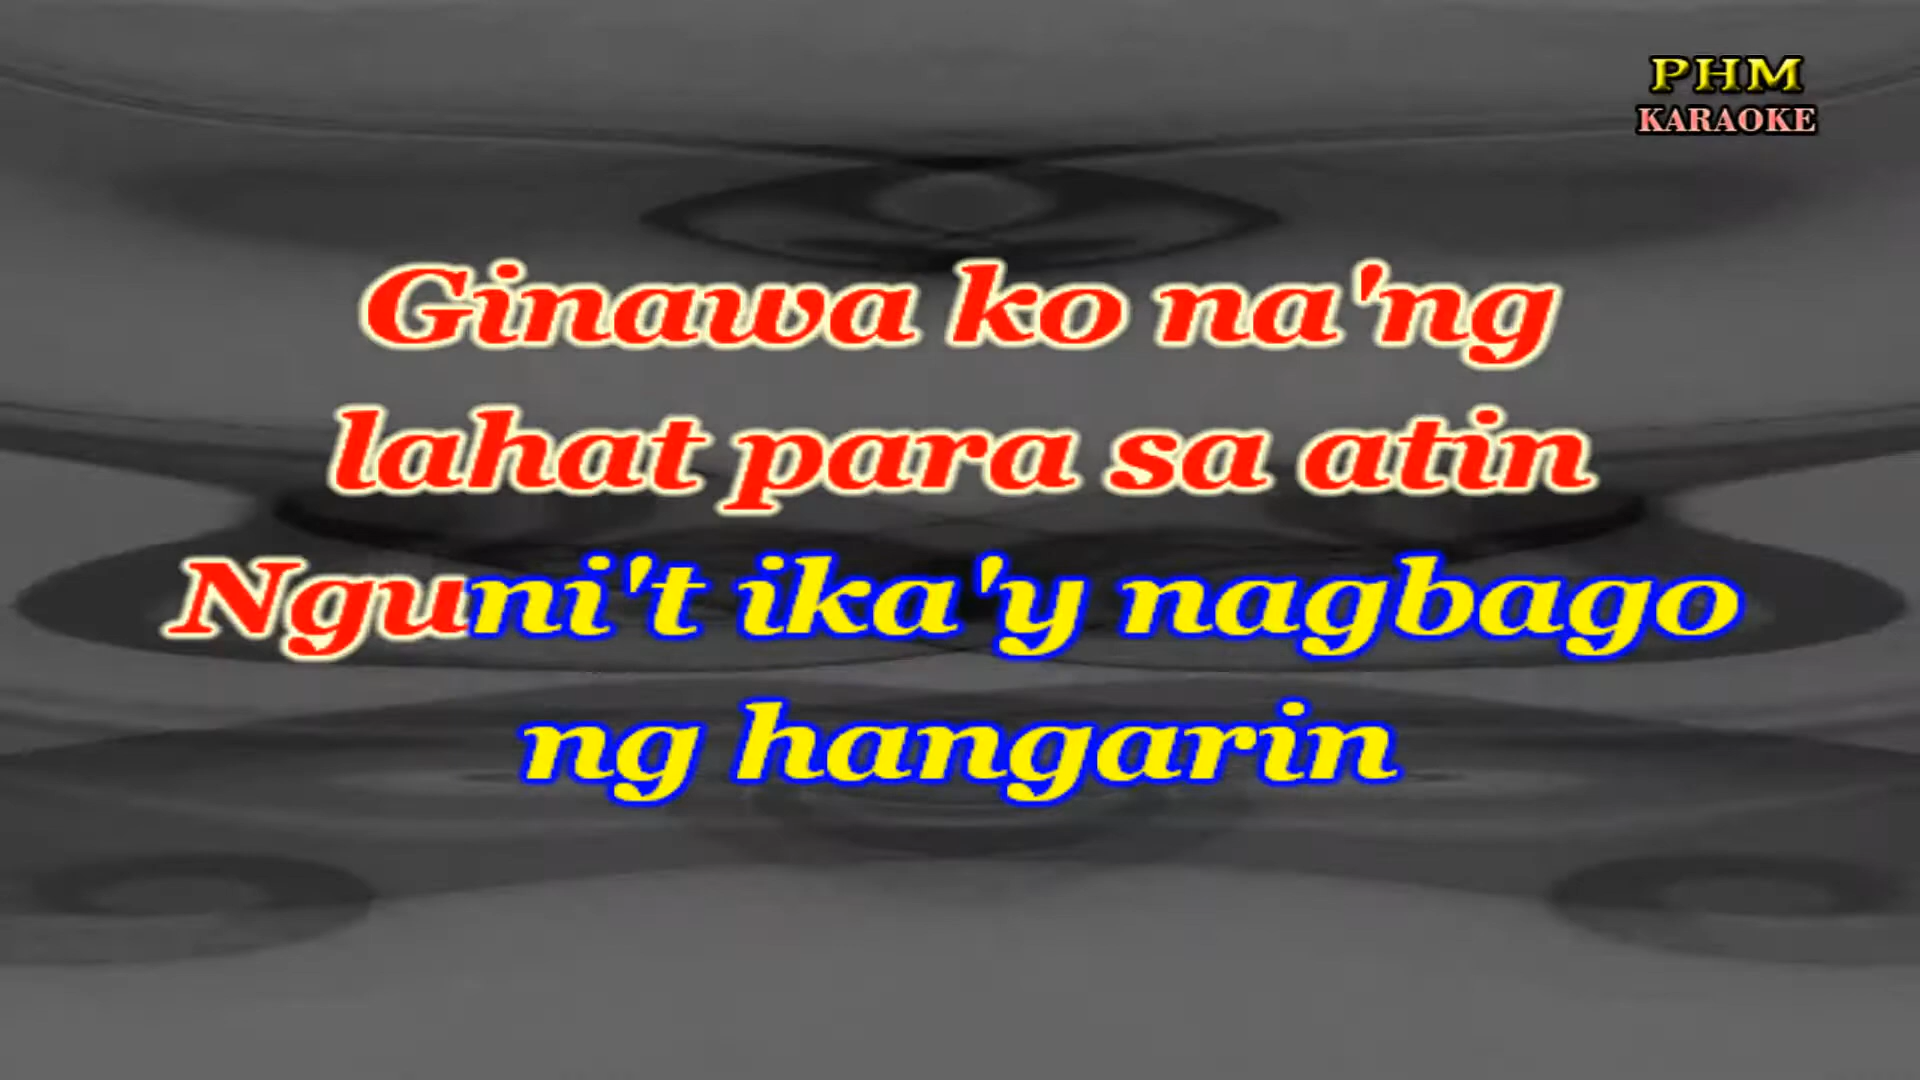 PHM
KARAOKE
Ginawa ko na'ng
lahat para sa atin
Nguni't ika'y nagbago
ng hangarin